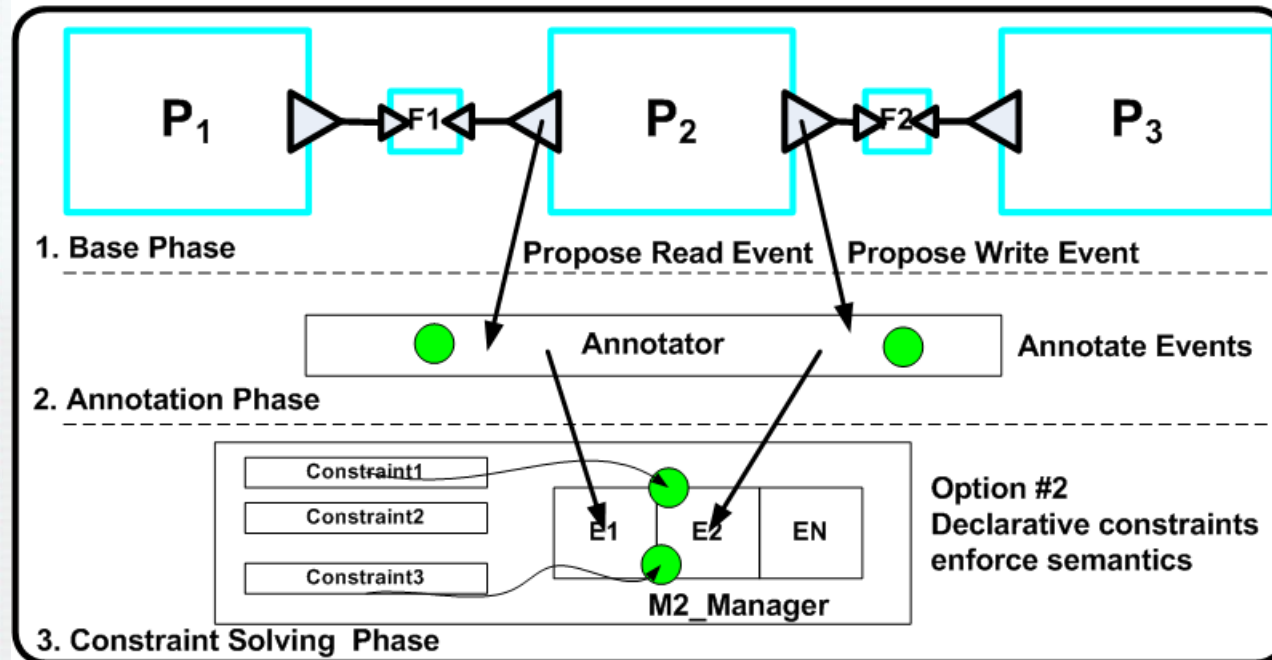 P1
F1
P2
F2
P3
1. Base Phase
Propose Read Event
Propose Write Event
Annotator
Annotate Events
2. Annotation Phase
Constraint1
Constraint2
Constraint3
E1
E2
EN
M2_Manager
Option #2
Declarative constraints
enforce semantics
3. Constraint Solving Phase